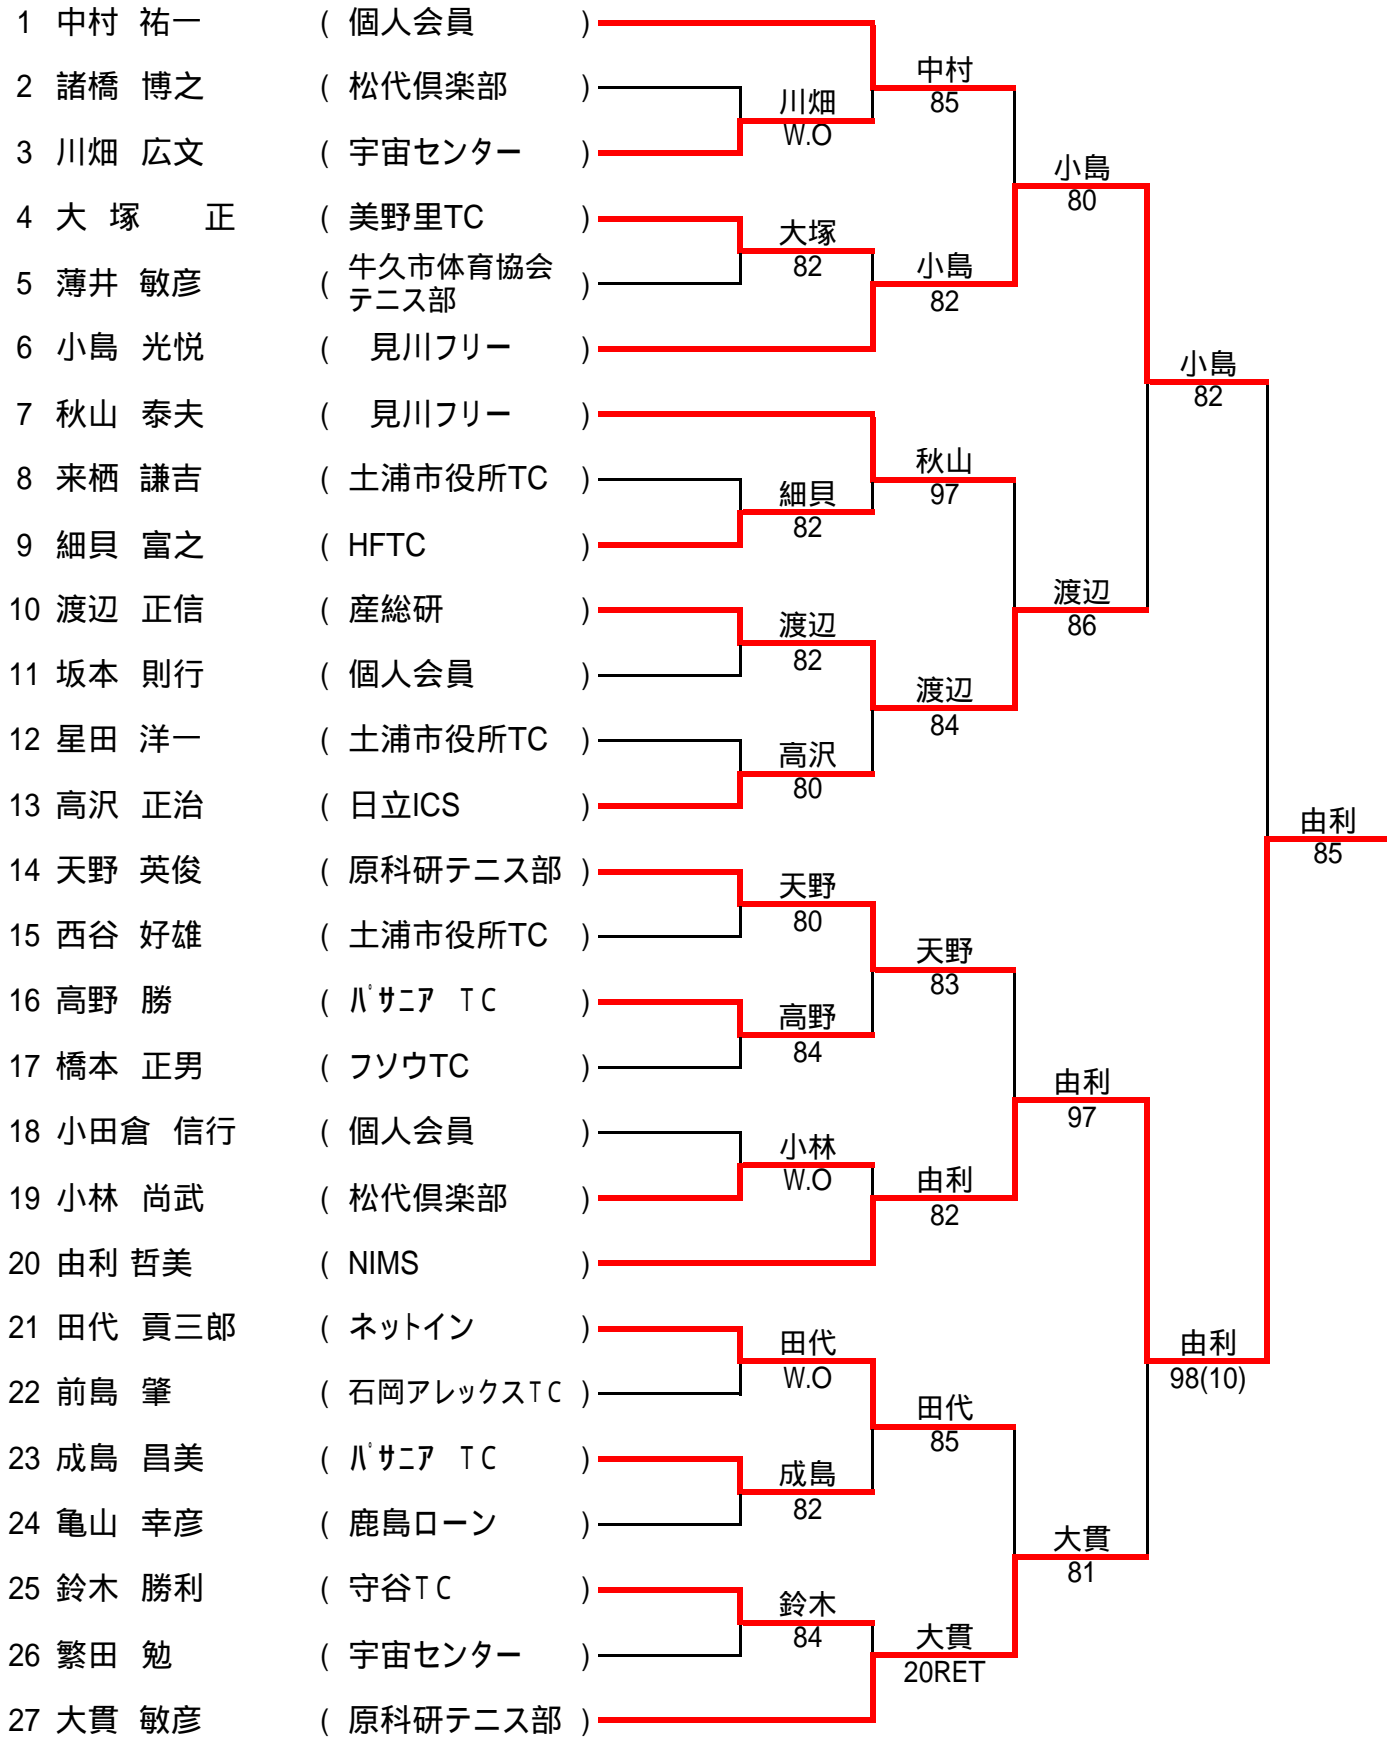 1 中村 祐一 ( 個人会員 )
2 諸橋 博之 ( 松代倶楽部 )
3 川畑 広文 ( 宇宙センター )
4 大 塚 正 ( 美野里TC )
5 薄井 敏彦 ( 牛久市体育協会
テニス部 )
6 小島 光悦 ( 見川フリー )
7 秋山 泰夫 ( 見川フリー )
8 来栖 謙吉 ( 土浦市役所TC )
9 細貝 富之 ( HFTC )
10 渡辺 正信 ( 産総研 )
11 坂本 則行 ( 個人会員 )
12 星田 洋一 ( 土浦市役所TC )
13 高沢 正治 ( 日立ICS )
14 天野 英俊 ( 原科研テニス部 )
15 西谷 好雄 ( 土浦市役所TC )
16 高野 勝 ( ﾊﾟｻﾆｱ TC )
17 橋本 正男 ( フソウTC )
18 小田倉 信行 ( 個人会員 )
19 小林 尚武 ( 松代倶楽部 )
20 由利 哲美 ( NIMS )
21 田代 貢三郎 ( ネットイン )
22 前島 肇 ( 石岡アレックスTC )
23 成島 昌美 ( ﾊﾟｻﾆｱ TC )
24 亀山 幸彦 ( 鹿島ローン )
25 鈴木 勝利 ( 守谷TC )
26 繁田 勉 ( 宇宙センター )
27 大貫 敏彦 ( 原科研テニス部 )
川畑
W.O
大塚
82
細貝
82
渡辺
82
高沢
80
天野
80
高野
84
小林
W.O
田代
W.O
成島
82
鈴木
84
中村
85
小島
82
秋山
97
渡辺
84
天野
83
由利
82
田代
85
大貫
20RET
小島
80
渡辺
86
由利
97
大貫
81
小島
82
由利
98(10)
由利
85